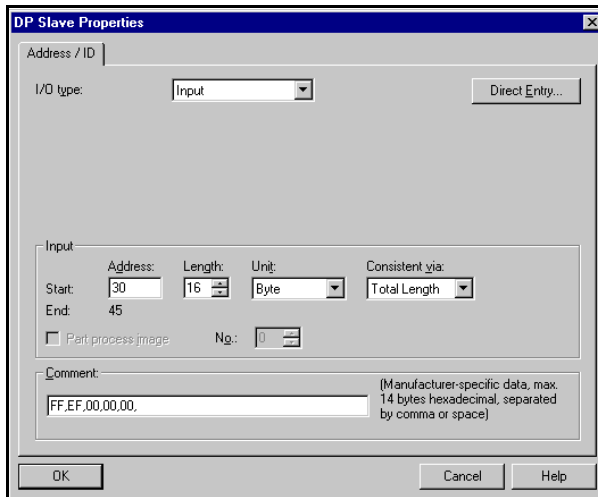 DP Slave Properties
Address / ID
I/O type: Input Direct Entry...
Input
Address: Length: Unit: Consistent via:
Start: 30 16 Byte Total Length
End: 45
Part process image No.: 0
Comment:
FF,EF,00,00,00,
(Manufacturer-specific data, max.
14 bytes hexadecimal, separated
by comma or space)
OK Cancel Help